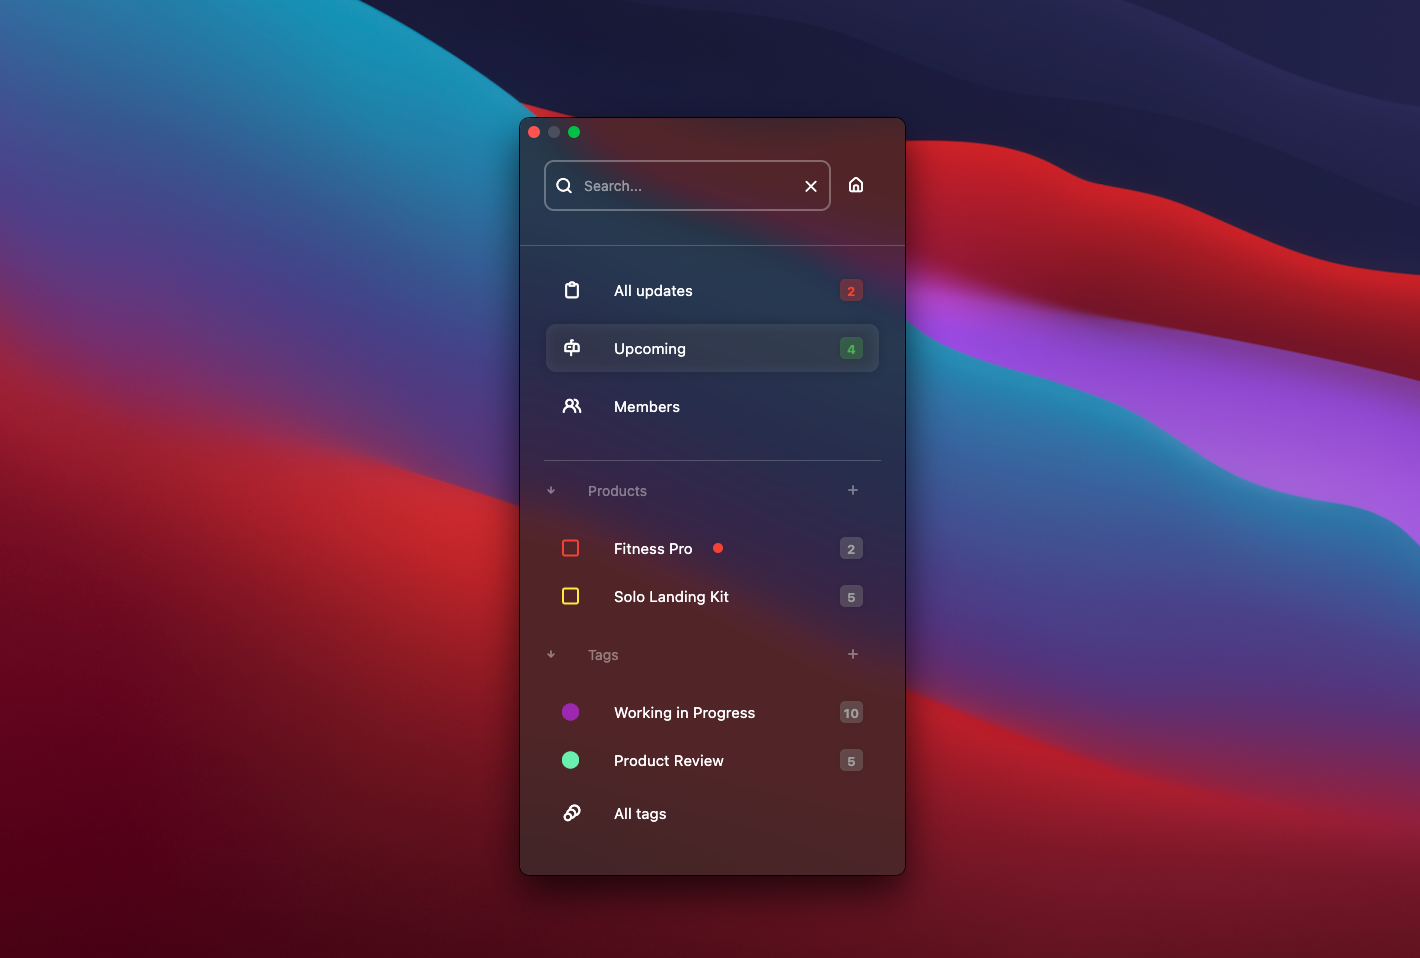 Search...
All updates 2
Upcoming 4
Members
Products
Fitness Pro 2
Solo Landing Kit 5
Tags
Working in Progress 10
Product Review 5
All tags